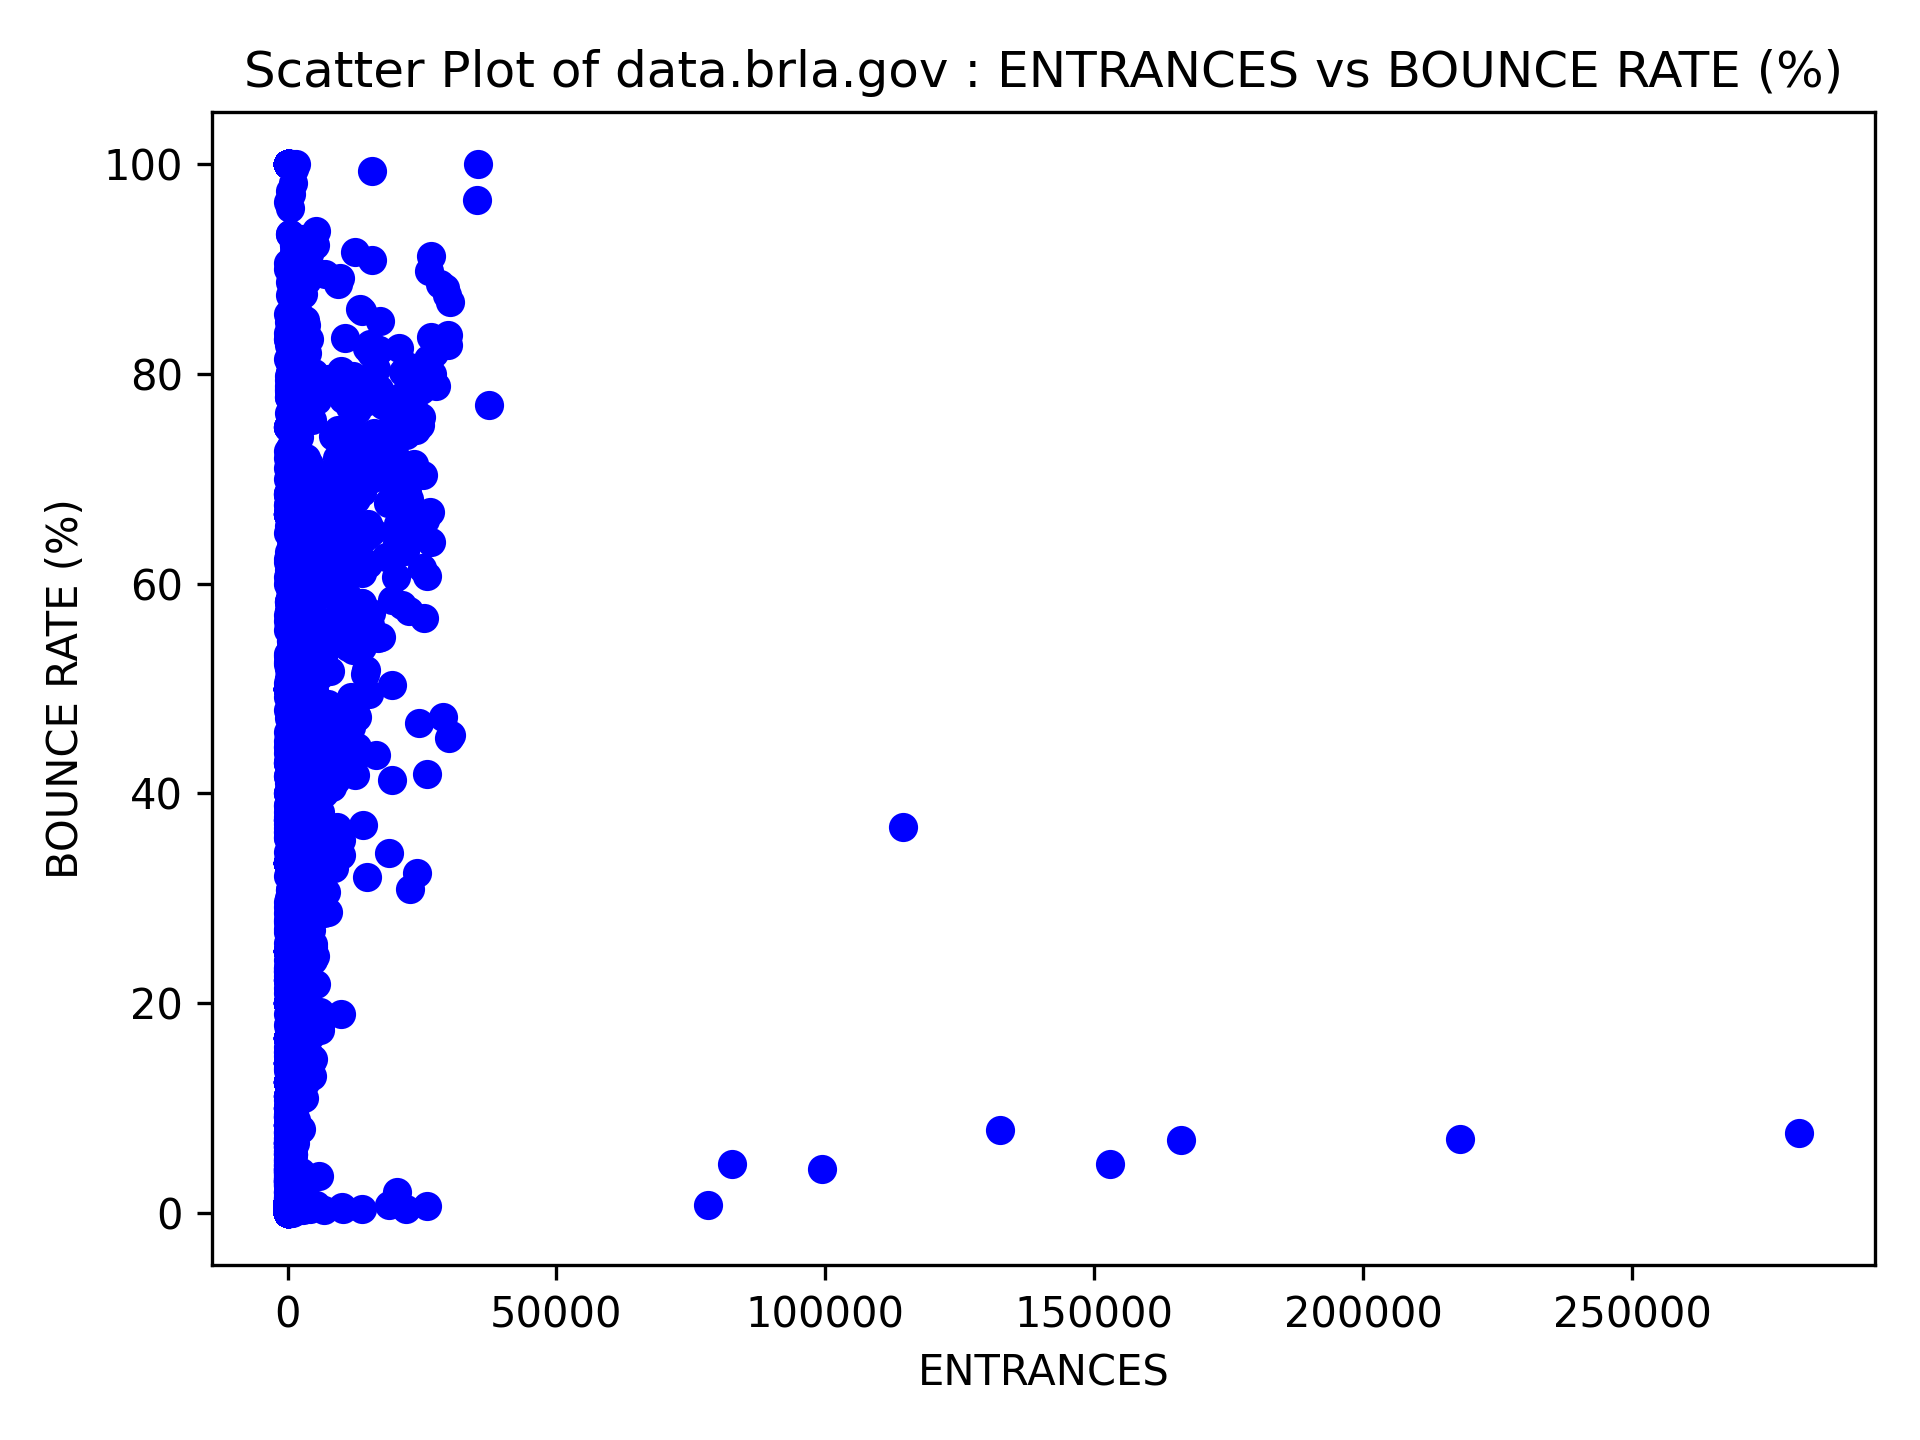 Scatter Plot of data.brla.gov : ENTRANCES vs BOUNCE RATE (%)
100
80
60
40
20
0
BOUNCE RATE (%)
0 50000 100000 150000 200000 250000
ENTRANCES